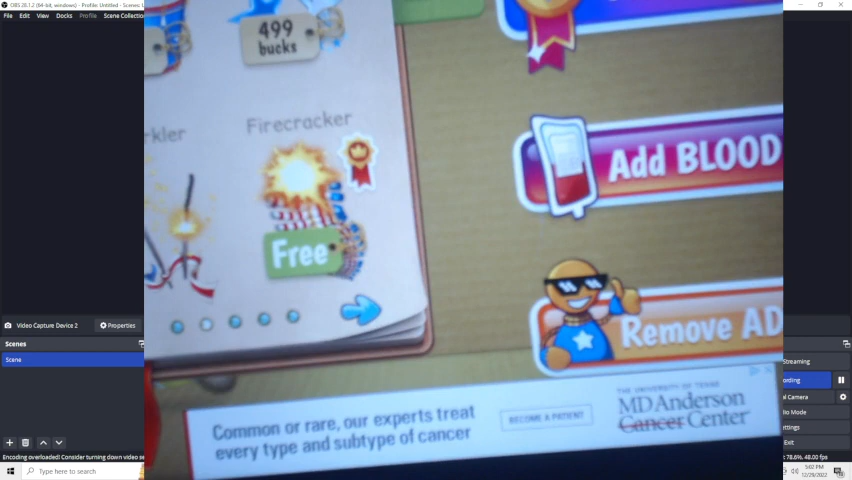 OBS 28.1.2 (64-bit, windows) - Profile: Untitled - Scenes: U
File Edit View Docks Profile Scene Collection
499
bucks
Firecracker
rkler
Free
Add BLOOD
Remove AD
Common or rare, our experts treat
every type and subtype of cancer
BECOME A PATIENT
THE UNIVERSITY OF TEXAS
MD Anderson
Cancer Center
Video Capture Device 2
Properties
Scenes
Scene
Streaming
ording
al Camera
dio Mode
ettings
Exit
Encoding overloaded! Consider turning down video se
: 78.6%, 48.00 fps
Type here to search
5:02 PM
12/29/2022